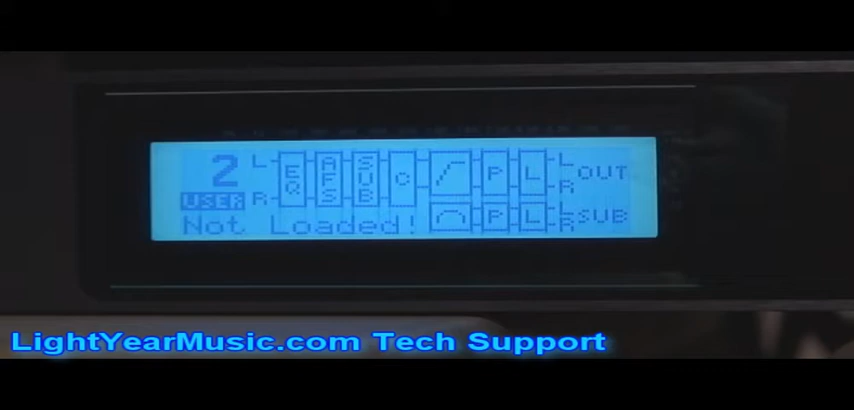 2 L EQ AFS SUB C P L L R OUT
USER R
Not Loaded! P L L R SUB
LightYearMusic.com Tech Support